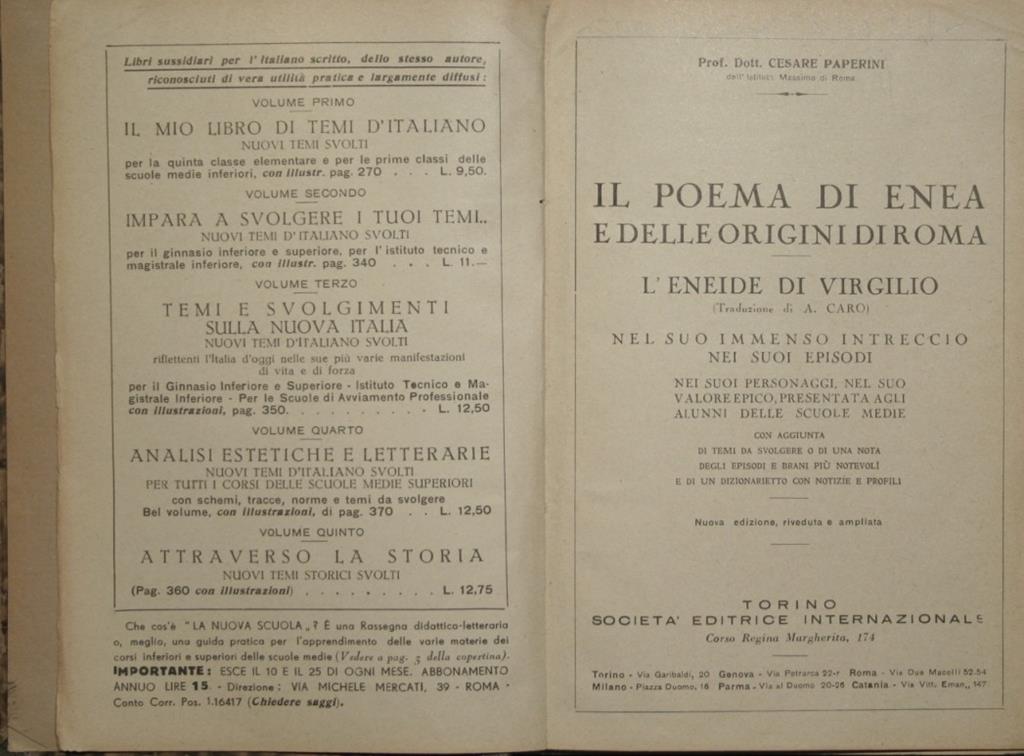 Libri sussidiari per l'italiano scritto, dello stesso autore,
riconosciuti di vera utilità pratica e largamente diffusi:
VOLUME PRIMO
IL MIO LIBRO DI TEMI D'ITALIANO
NUOVI TEMI SVOLTI
per la quinta classe elementare e per le prime classi delle
scuole medie inferiori, con illustr. pag. 270 . . . L. 9,50.
VOLUME SECONDO
IMPARA A SVOLGERE I TUOI TEMI..
NUOVI TEMI D'ITALIANO SVOLTI
per il ginnasio inferiore e superiore, per l'istituto tecnico e
magistrale inferiore, con illustr. pag. 340 . . . L. 11.—
VOLUME TERZO
TEMI E SVOLGIMENTI
SULLA NUOVA ITALIA
NUOVI TEMI D'ITALIANO SVOLTI
riflettenti l'Italia d'oggi nelle sue più varie manifestazioni
di vita e di forza
per il Ginnasio Inferiore e Superiore - Istituto Tecnico e Ma-
gistrale Inferiore - Per le Scuole di Avviamento Professionale
con illustrazioni, pag. 350. . . . . . . . . . L. 12,50
VOLUME QUARTO
ANALISI ESTETICHE E LETTERARIE
NUOVI TEMI D'ITALIANO SVOLTI
PER TUTTI I CORSI DELLE SCUOLE MEDIE SUPERIORI
con schemi, tracce, norme e temi da svolgere
Bel volume, con illustrazioni, di pag. 370 . . L. 12,50
VOLUME QUINTO
ATTRAVERSO LA STORIA
NUOVI TEMI STORICI SVOLTI
(Pag. 360 con illustrazioni) . . . . . . . . . L. 12,75
Che cos'è "LA NUOVA SCUOLA„? È una Rassegna didattico-letteraria
o, meglio, una guida pratica per l'apprendimento delle varie materie dei
corsi inferiori e superiori delle scuole medie (Vedere a pag. 3 della copertina).
IMPORTANTE: ESCE IL 10 E IL 25 DI OGNI MESE. ABBONAMENTO
ANNUO LIRE 15 - Direzione: VIA MICHELE MERCATI, 39 - ROMA -
Conto Corr. Pos. 1.16417 (Chiedere saggi).
Prof. Dott. CESARE PAPERINI
dell'Istituto Massimo di Roma
IL POEMA DI ENEA
E DELLE ORIGINI DI ROMA
L'ENEIDE DI VIRGILIO
(Traduzione di A. CARO)
NEL SUO IMMENSO INTRECCIO
NEI SUOI EPISODI
NEI SUOI PERSONAGGI, NEL SUO
VALORE EPICO, PRESENTATA AGLI
ALUNNI DELLE SCUOLE MEDIE
CON AGGIUNTA
DI TEMI DA SVOLGERE O DI UNA NOTA
DEGLI EPISODI E BRANI PIÙ NOTEVOLI
E DI UN DIZIONARIETTO CON NOTIZIE E PROFILI
Nuova edizione, riveduta e ampliata
TORINO
SOCIETA' EDITRICE INTERNAZIONALE
Corso Regina Margherita, 174
Torino - Via Garibaldi, 20 Genova - Via Petrarca 22-r Roma - Via Due Macelli 52-54
Milano - Piazza Duomo, 16 Parma - Via al Duomo 20-26 Catania - Via Vitt. Eman., 147